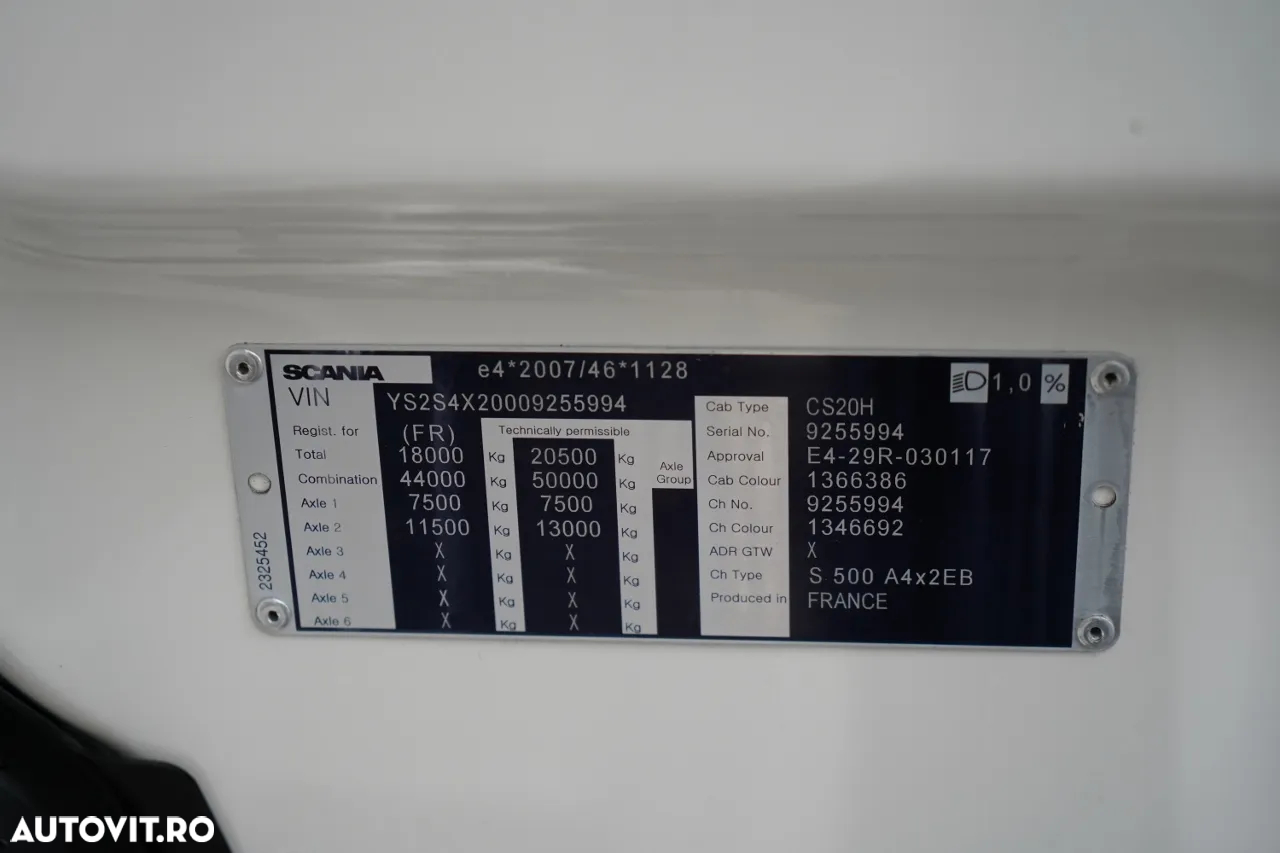 SCANIA e4*2007/46*1128 1,0 %
VIN YS2S4X20009255994
Regist. for (FR) Technically permissible
Total 18000 Kg 20500 Kg
Combination 44000 Kg 50000 Kg Axle Group
Axle 1 7500 Kg 7500 Kg
Axle 2 11500 Kg 13000 Kg
Axle 3 X Kg X Kg
Axle 4 X Kg X Kg
Axle 5 X Kg X Kg
Axle 6 X Kg X Kg
Cab Type CS20H
Serial No. 9255994
Approval E4-29R-030117
Cab Colour 1366386
Ch No. 9255994
Ch Colour 1346692
ADR GTW X
Ch Type S 500 A4x2EB
Produced in FRANCE
2325452
AUTOVIT.RO